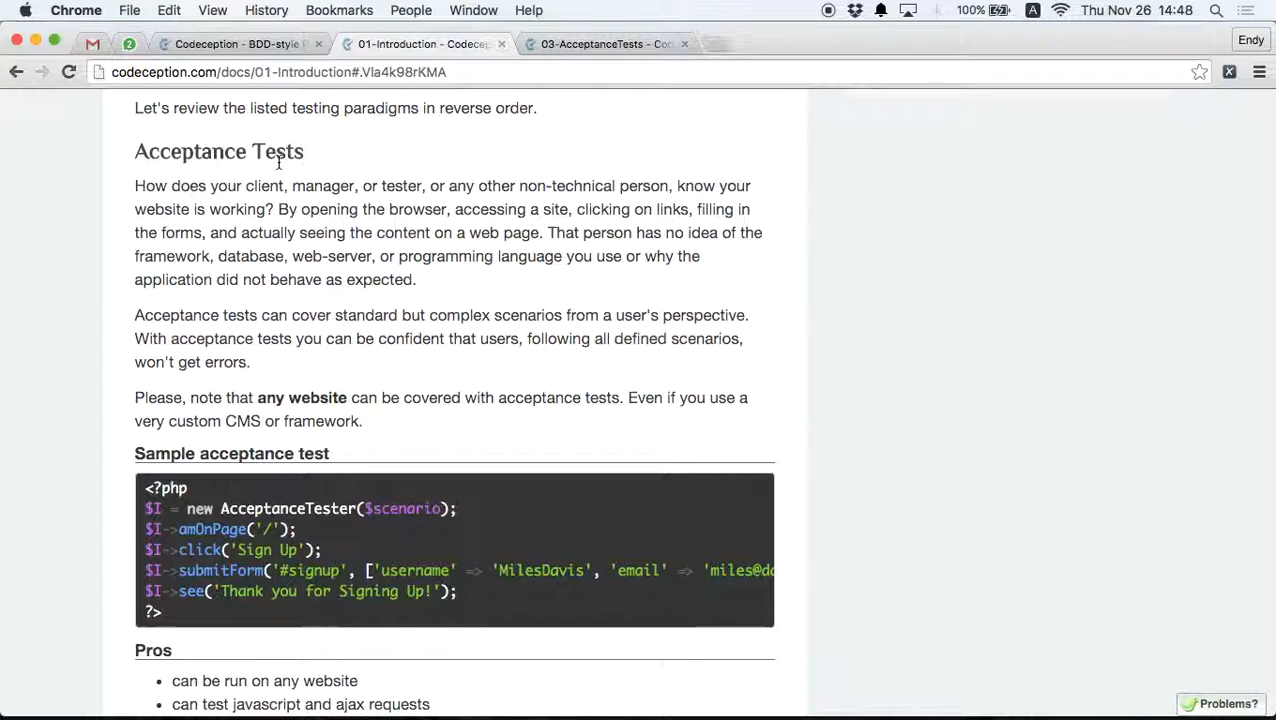 Chrome File Edit View History Bookmarks People Window Help 100% A Thu Nov 26 14:48
Codeception - BDD-style 01-Introduction - Codecep 03-AcceptanceTests - Co Endy
codeception.com/docs/01-Introduction#.Vla4k98rKMA
Let's review the listed testing paradigms in reverse order.
Acceptance Tests
How does your client, manager, or tester, or any other non-technical person, know your
website is working? By opening the browser, accessing a site, clicking on links, filling in
the forms, and actually seeing the content on a web page. That person has no idea of the
framework, database, web-server, or programming language you use or why the
application did not behave as expected.
Acceptance tests can cover standard but complex scenarios from a user's perspective.
With acceptance tests you can be confident that users, following all defined scenarios,
won't get errors.
Please, note that any website can be covered with acceptance tests. Even if you use a
very custom CMS or framework.
Sample acceptance test
<?php
$I = new AcceptanceTester($scenario);
$I->amOnPage('/');
$I->click('Sign Up');
$I->submitForm('#signup', ['username' => 'MilesDavis', 'email' => 'miles@da
$I->see('Thank you for Signing Up!');
?>
Pros
• can be run on any website
• can test javascript and ajax requests
Problems?